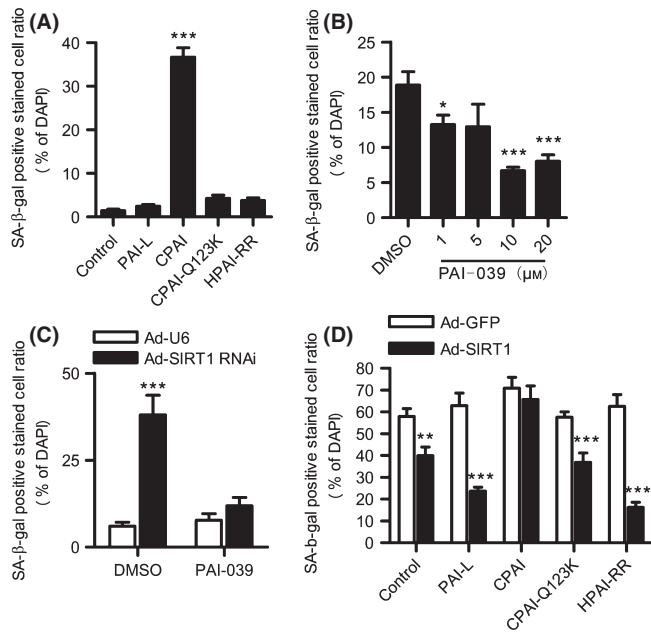 (A)
SA-β-gal positive stained cell ratio
( % of DAPI)
40
30
20
10
0
***
Control
PAI-L
CPAI
CPAI-Q123K
HPAI-RR
(B)
SA-β-gal positive stained cell ratio
( % of DAPI)
25
20
15
10
5
0
*
***
***
DMSO
1
5
10
20
PAI-039 (μM)
(C)
Ad-U6
Ad-SIRT1 RNAi
SA-β-gal positive stained cell ratio
( % of DAPI)
50
25
0
***
DMSO
PAI-039
(D)
Ad-GFP
Ad-SIRT1
SA-b-gal positive stained cell ratio
( % of DAPI)
80
70
60
50
40
30
20
10
0
**
***
***
***
Control
PAI-L
CPAI
CPAI-Q123K
HPAI-RR